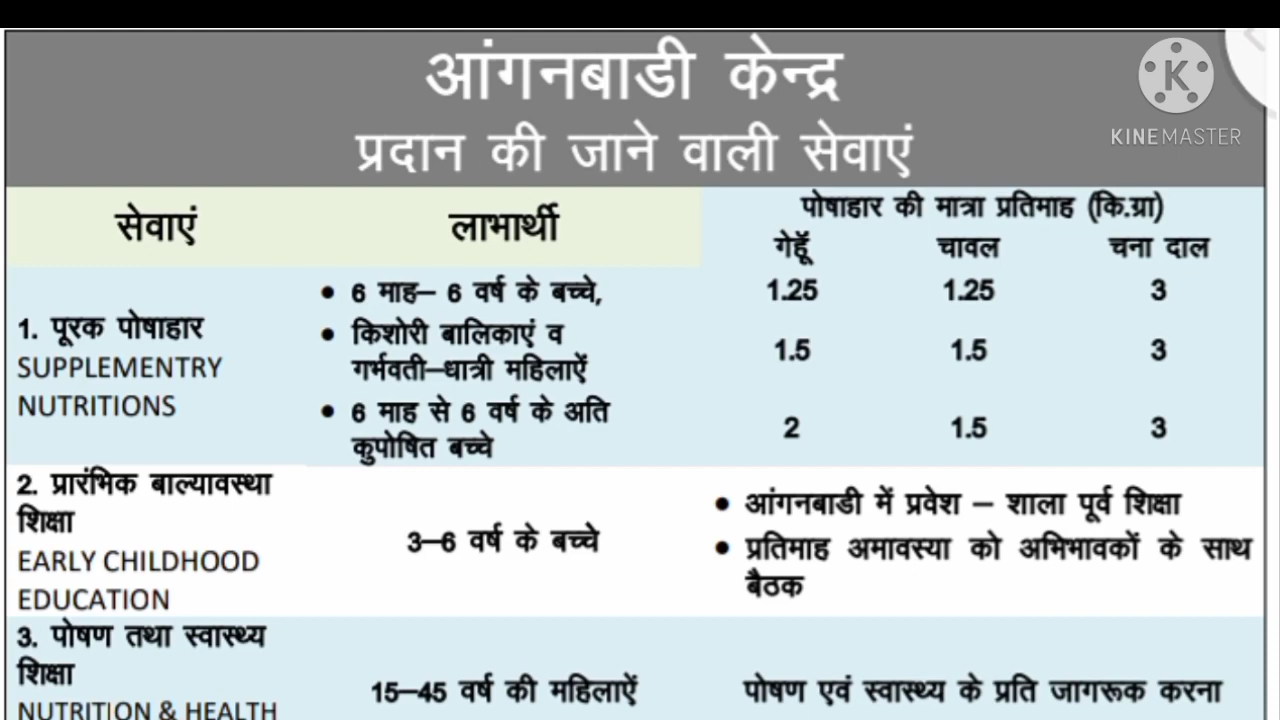 आंगनबाडी केन्द्र
प्रदान की जाने वाली सेवाएं
KINEMASTER
सेवाएं
लाभार्थी
पोषाहार की मात्रा प्रतिमाह (कि.ग्रा)
गेहूॅं चावल चना दाल
1. पूरक पोषाहार
SUPPLEMENTRY
NUTRITIONS
• 6 माह– 6 वर्ष के बच्चे,
1.25 1.25 3
• किशोरी बालिकाएं व
गर्भवती–धात्री महिलाऐं
1.5 1.5 3
• 6 माह से 6 वर्ष के अति
कुपोषित बच्चे
2 1.5 3
2. प्रारंभिक बाल्यावस्था
शिक्षा
EARLY CHILDHOOD
EDUCATION
3–6 वर्ष के बच्चे
• आंगनबाडी में प्रवेश – शाला पूर्व शिक्षा
• प्रतिमाह अमावस्या को अभिभावकों के साथ
बैठक
3. पोषण तथा स्वास्थ्य
शिक्षा
NUTRITION & HEALTH
15–45 वर्ष की महिलाऐं
पोषण एवं स्वास्थ्य के प्रति जागरूक करना